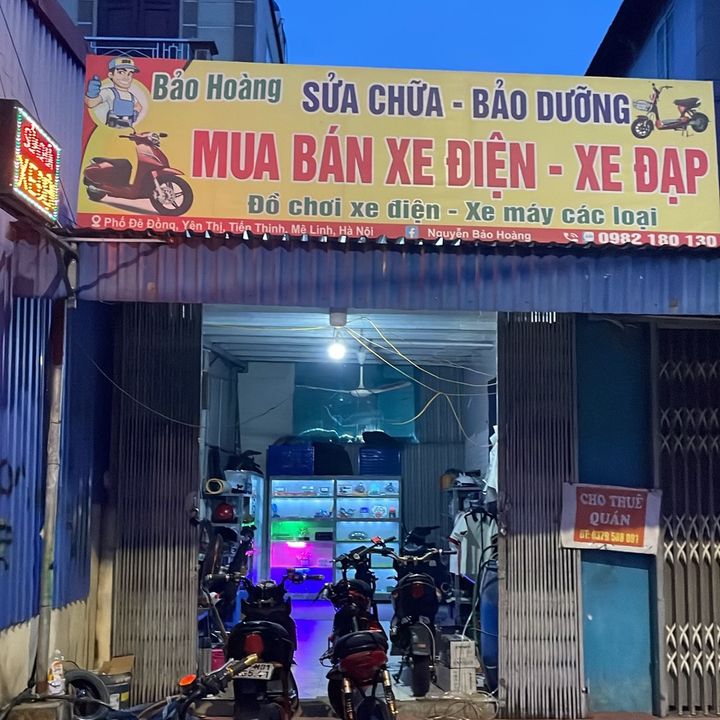 Bảo Hoàng
SỬA CHỮA - BẢO DƯỠNG
MUA BÁN XE ĐIỆN - XE ĐẠP
Đồ chơi xe điện - Xe máy các loại
Phố Đê Đồng, Yên Thị, Tiến Thịnh, Mê Linh, Hà Nội
Nguyễn Bảo Hoàng
0982 180 130
CHO THUÊ
QUÁN